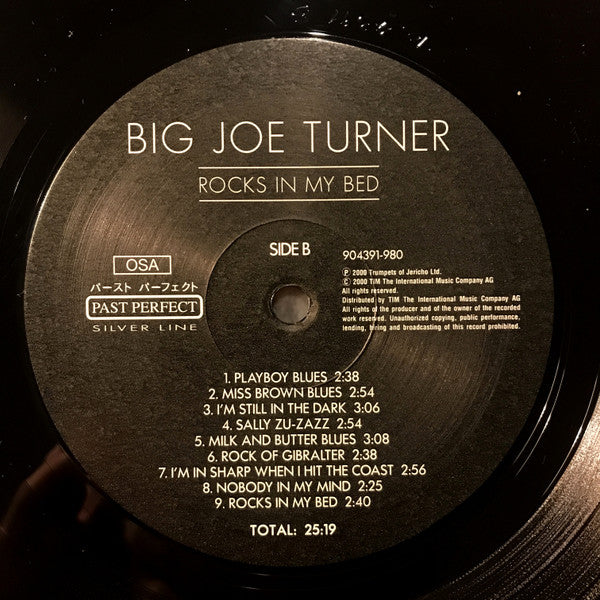 BIG JOE TURNER
ROCKS IN MY BED
SIDE B
904391-980
OSA
パースト パーフェクト
PAST PERFECT
SILVER LINE
℗ 2000 Trumpets of Jericho Ltd.
© 2000 TIM The International Music Company AG
All rights reserved.
Distributed by TIM The International Music Company AG
All rights of the producer and of the owner of the recorded
work reserved. Unauthorized copying, public performance,
lending, hiring and broadcasting of this record prohibited.
1. PLAYBOY BLUES 2:38
2. MISS BROWN BLUES 2:54
3. I'M STILL IN THE DARK 3:06
4. SALLY ZU-ZAZZ 2:54
5. MILK AND BUTTER BLUES 3:08
6. ROCK OF GIBRALTER 2:38
7. I'M IN SHARP WHEN I HIT THE COAST 2:56
8. NOBODY IN MY MIND 2:25
9. ROCKS IN MY BED 2:40
TOTAL: 25:19